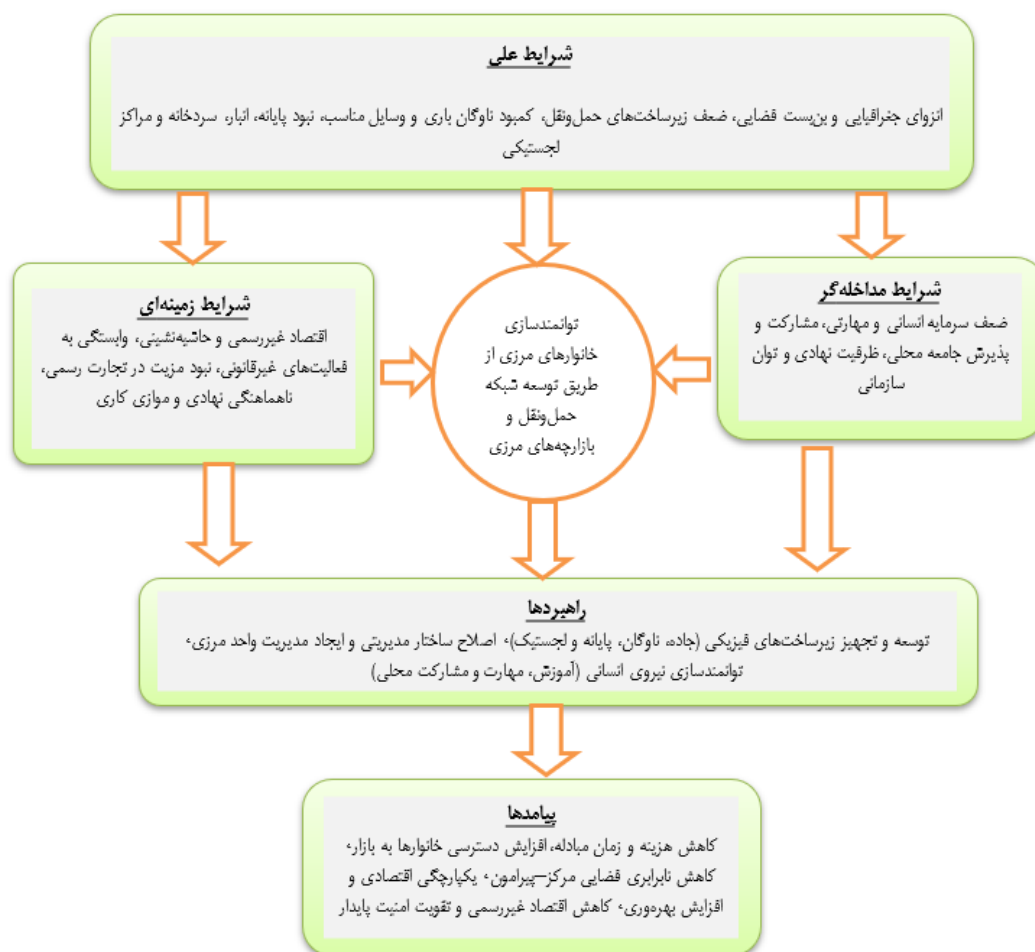 شرایط علی
انزوای جغرافیایی و بن‌بست فضایی، ضعف زیرساخت‌های حمل‌ونقل، کمبود ناوگان باری و وسایل مناسب، نبود پایانه، انبار، سردخانه و مراکز
لجستیکی
شرایط مداخله‌گر
ضعف سرمایه انسانی و مهارتی، مشارکت و
پذیرش جامعه محلی، ظرفیت نهادی و توان
سازمانی
توانمندسازی
خانوارهای مرزی از
طریق توسعه شبکه
حمل‌ونقل و
بازارچه‌های مرزی
شرایط زمینه‌ای
اقتصاد غیررسمی و حاشیه‌نشینی، وابستگی به
فعالیت‌های غیرقانونی، نبود مزیت در تجارت رسمی،
ناهماهنگی نهادی و موازی کاری
راهبردها
توسعه و تجهیز زیرساخت‌های فیزیکی (جاده، ناوگان، پایانه و لجستیک)، اصلاح ساختار مدیریتی و ایجاد مدیریت واحد مرزی،
توانمندسازی نیروی انسانی (آموزش، مهارت و مشارکت محلی)
پیامدها
کاهش هزینه و زمان مبادله، افزایش دسترسی خانوارها به بازار،
کاهش نابرابری فضایی مرکز–پیرامون، یکپارچگی اقتصادی و
افزایش بهره‌وری، کاهش اقتصاد غیررسمی و تقویت امنیت پایدار